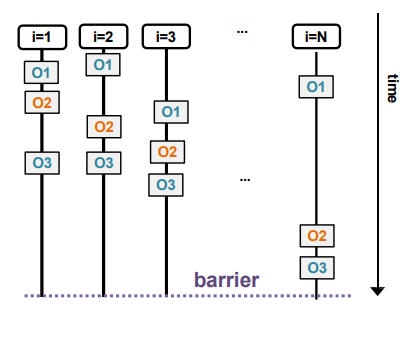 i=1 i=2 i=3 ... i=N
O1 O1 O1 O1
O2 O2 O2 O2
O3 O3 O3 O3
...
time
barrier